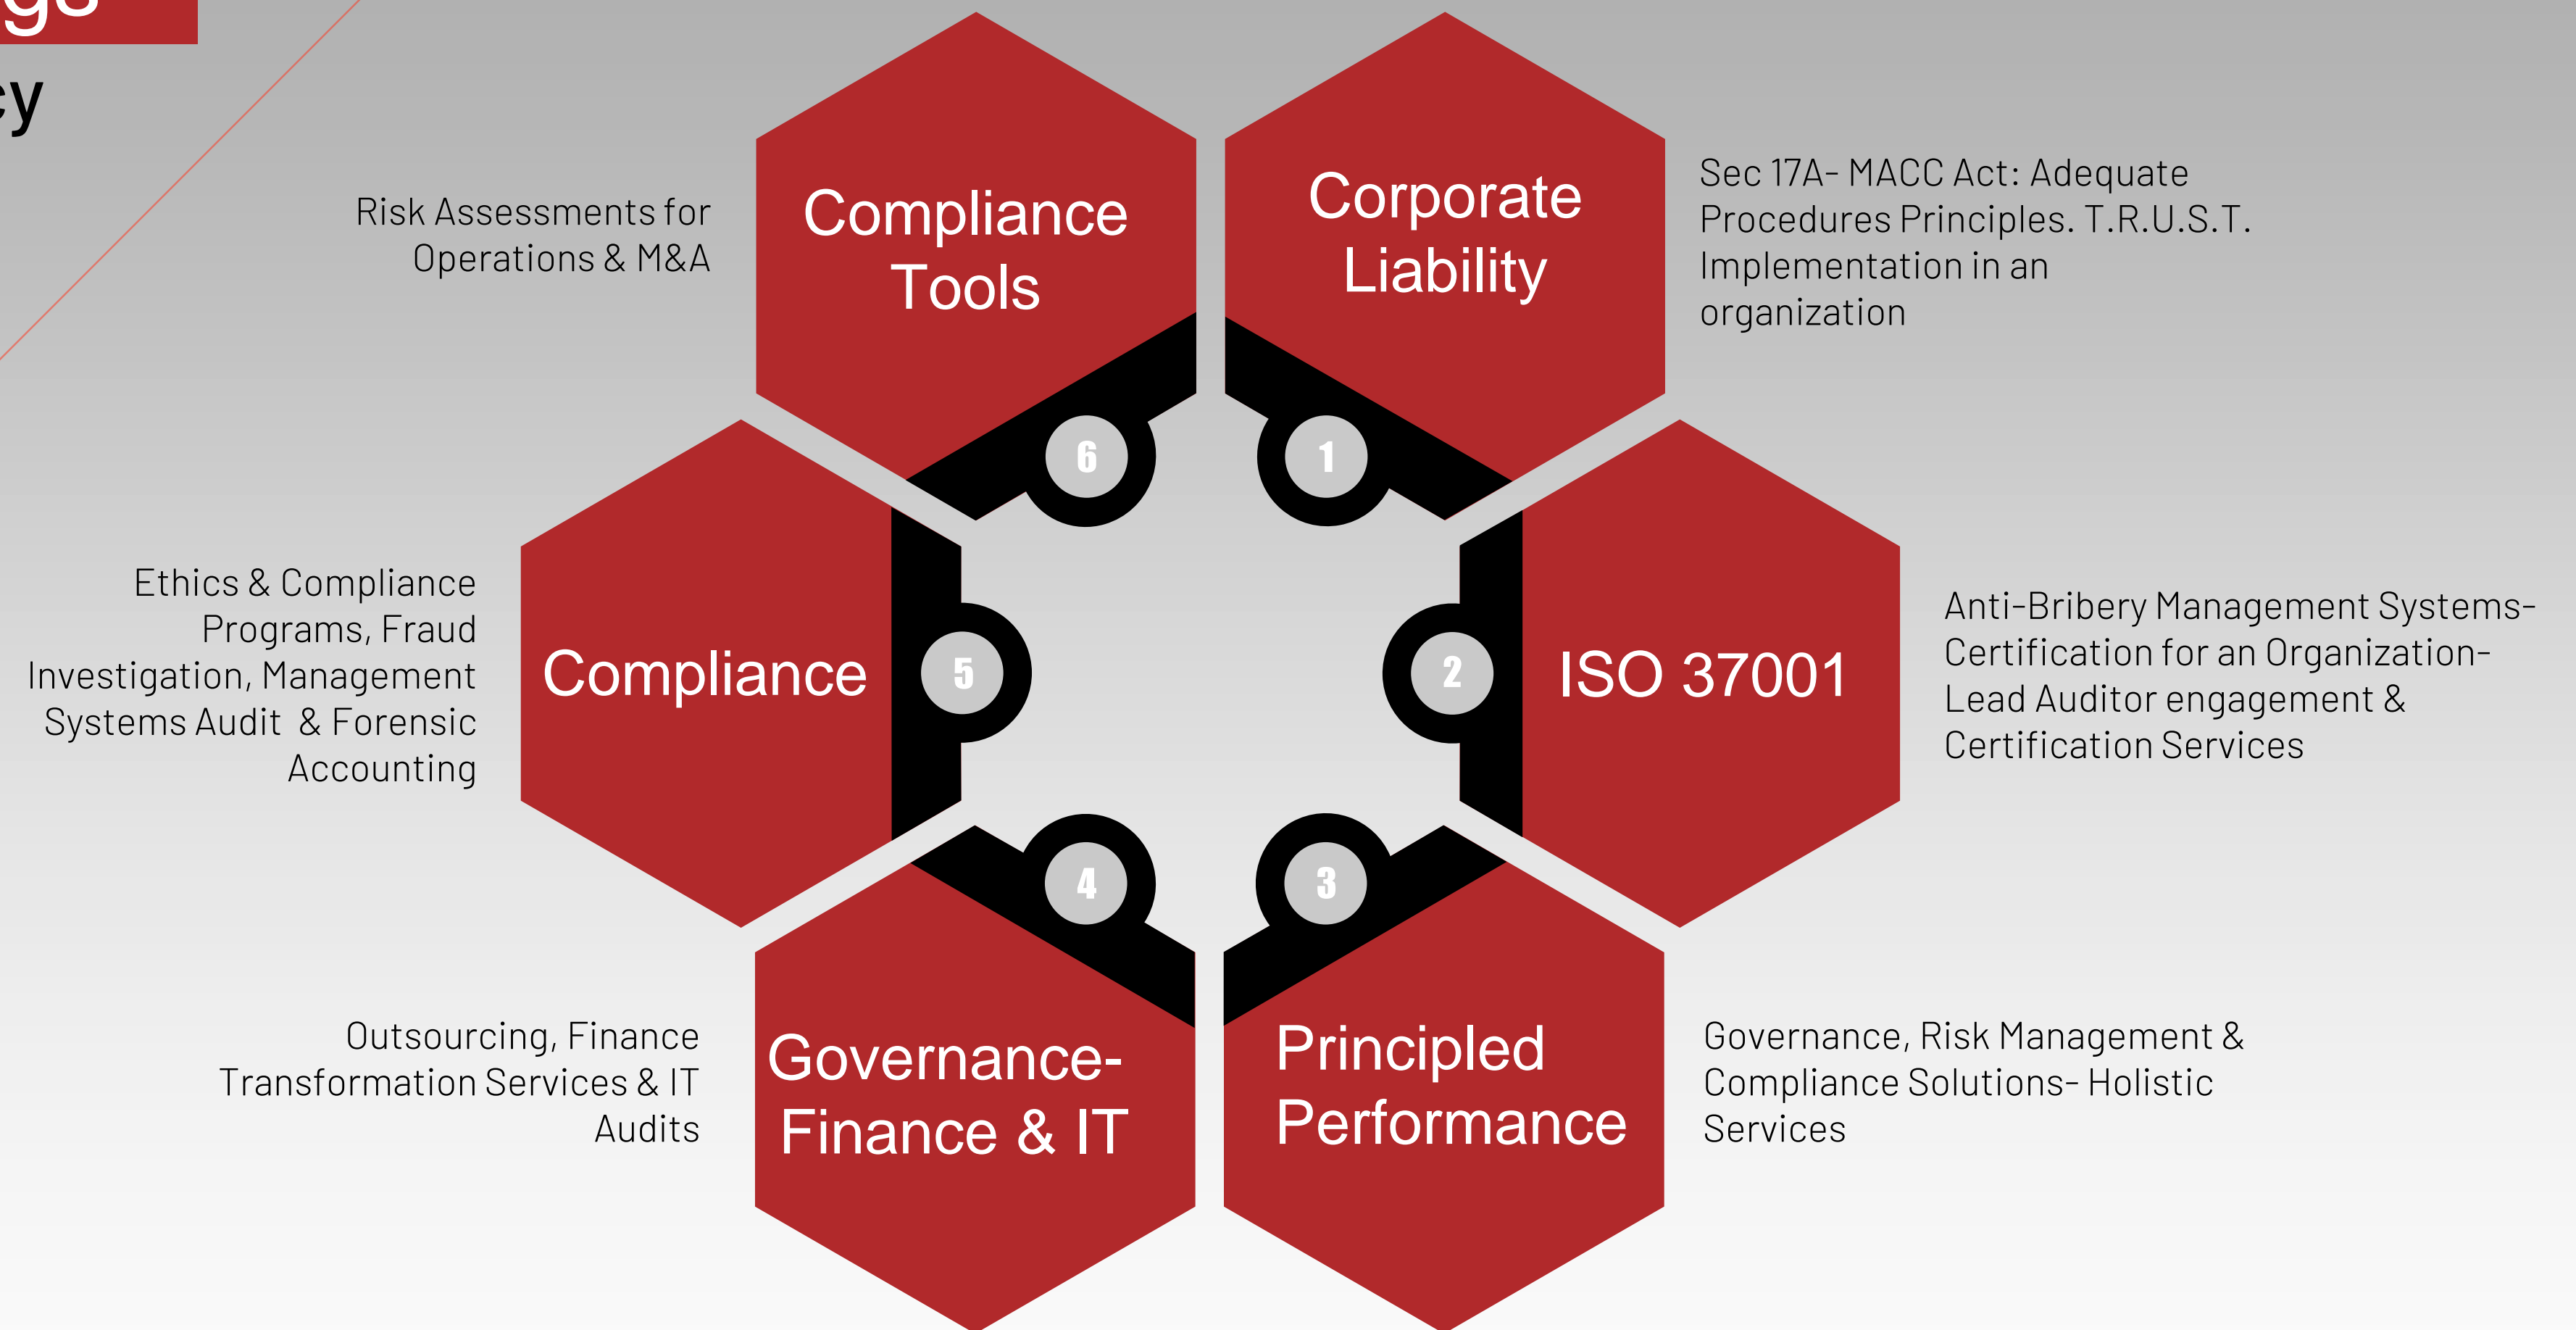 Compliance
Tools
Corporate
Liability
Risk Assessments for
Operations & M&A
Sec 17A- MACC Act: Adequate
Procedures Principles. T.R.U.S.T.
Implementation in an
organization
6
1
Ethics & Compliance
Programs, Fraud
Investigation, Management
Systems Audit & Forensic
Accounting
Compliance
5
2
ISO 37001
Anti-Bribery Management Systems-
Certification for an Organization-
Lead Auditor engagement &
Certification Services
4
3
Outsourcing, Finance
Transformation Services & IT
Audits
Governance-
Finance & IT
Principled
Performance
Governance, Risk Management &
Compliance Solutions- Holistic
Services